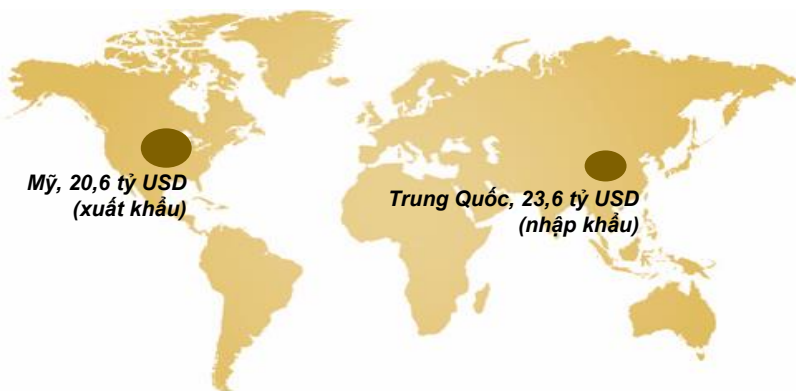 Mỹ, 20,6 tỷ USD
(xuất khẩu)
Trung Quốc, 23,6 tỷ USD
(nhập khẩu)